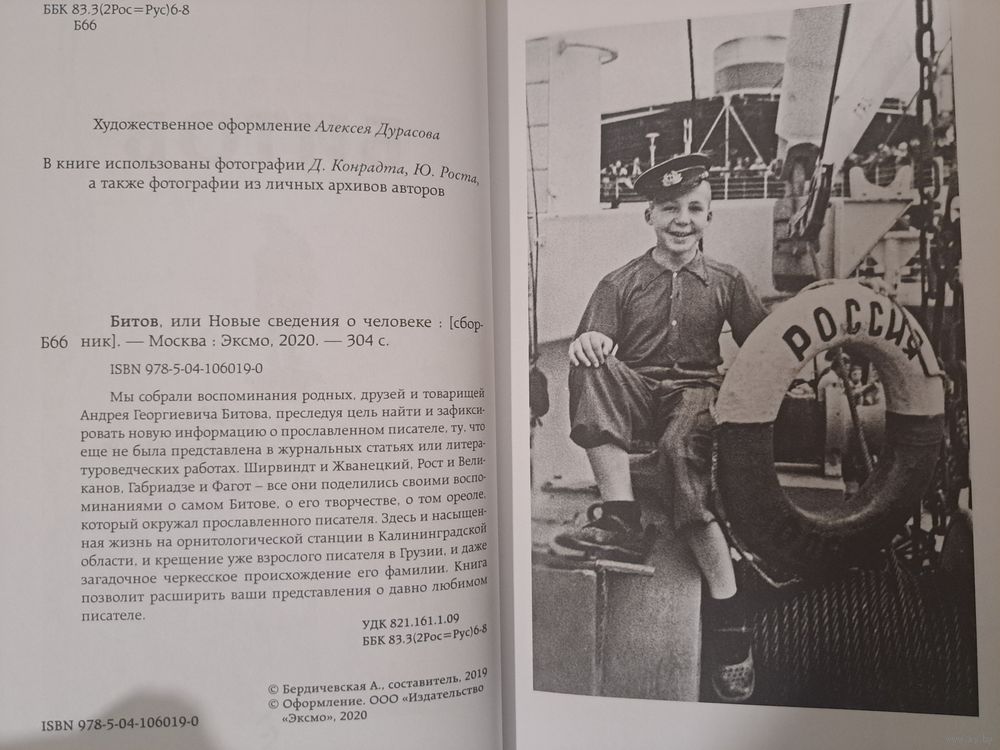 ББК 83.3(2Рос=Рус)6-8
Б66
Художественное оформление Алексея Дурасова
В книге использованы фотографии Д. Конрадта, Ю. Роста,
а также фотографии из личных архивов авторов
Битов, или Новые сведения о человеке : [сбор-
Б66 ник]. — Москва : Эксмо, 2020. — 304 с.
ISBN 978-5-04-106019-0
Мы собрали воспоминания родных, друзей и товарищей
Андрея Георгиевича Битова, преследуя цель найти и зафикси-
ровать новую информацию о прославленном писателе, ту, что
еще не была представлена в журнальных статьях или литера-
туроведческих работах. Ширвиндт и Жванецкий, Рост и Вели-
канов, Габриадзе и Фагот – все они поделились своими воспо-
минаниями о самом Битове, о его творчестве, о том ореоле,
который окружал прославленного писателя. Здесь и насыщен-
ная жизнь на орнитологической станции в Калининградской
области, и крещение уже взрослого писателя в Грузии, и даже
загадочное черкесское происхождение его фамилии. Книга
позволит расширить ваши представления о давно любимом
писателе.
УДК 821.161.1.09
ББК 83.3(2Рос=Рус)6-8
© Бердичевская А., составитель, 2019
© Оформление. ООО «Издательство
«Эксмо», 2020
ISBN 978-5-04-106019-0
РОССИЯ